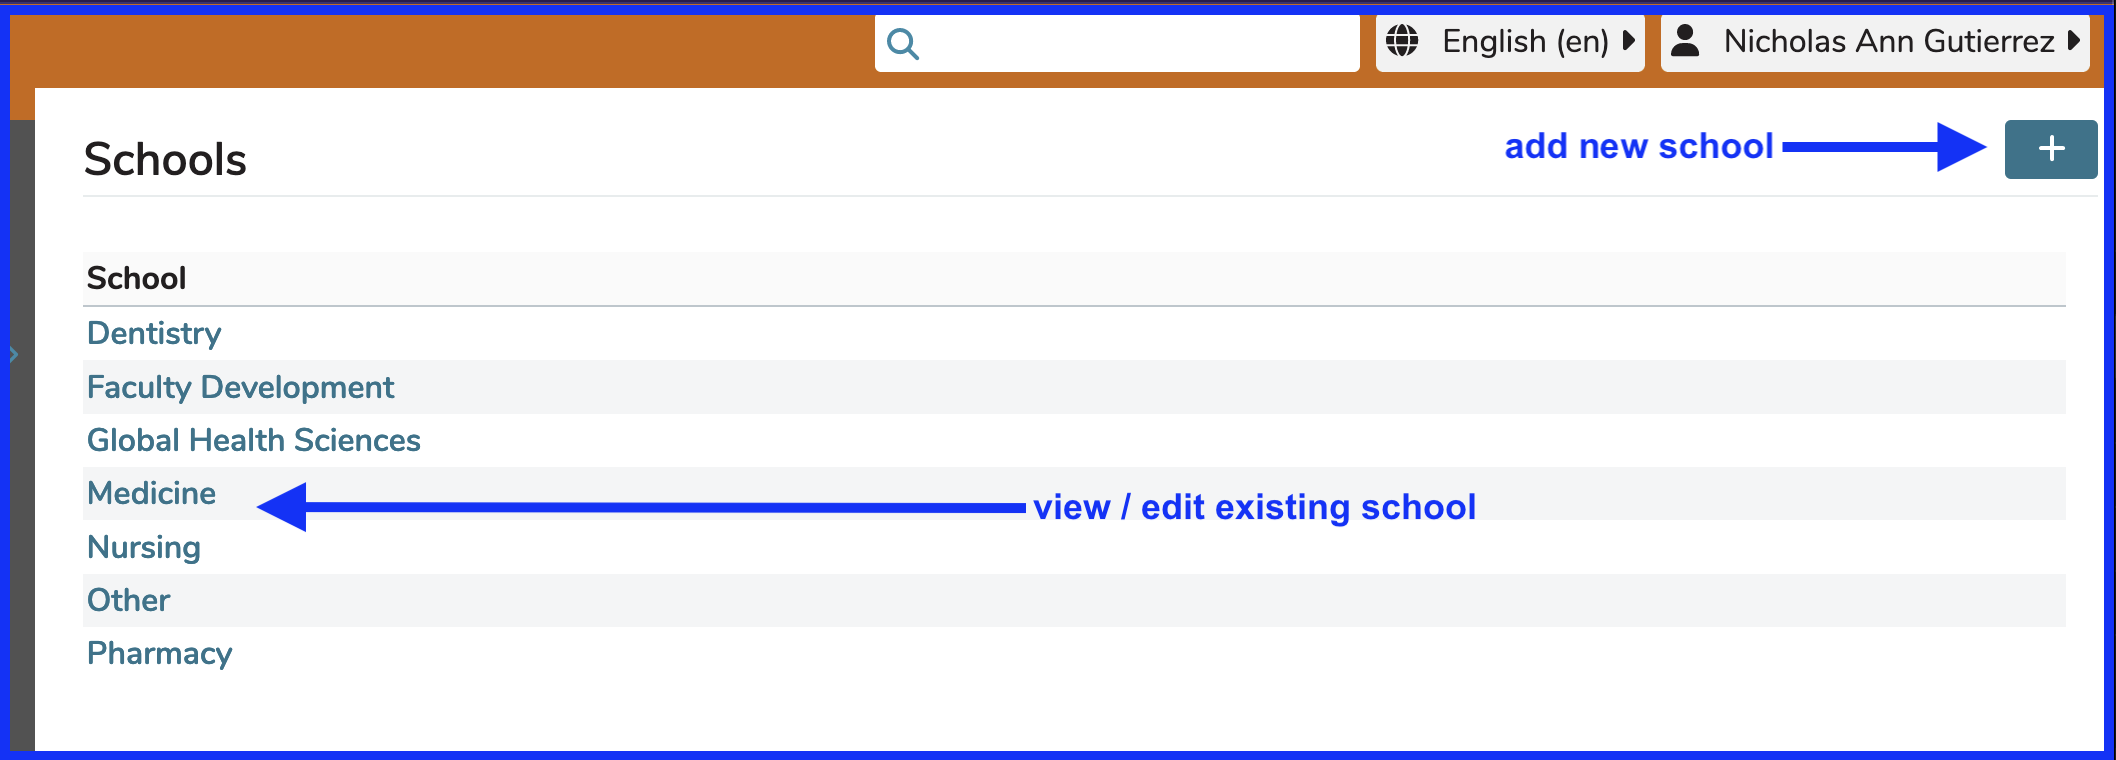 English (en)
Nicholas Ann Gutierrez
Schools
add new school
+
School
Dentistry
Faculty Development
Global Health Sciences
Medicine
view / edit existing school
Nursing
Other
Pharmacy